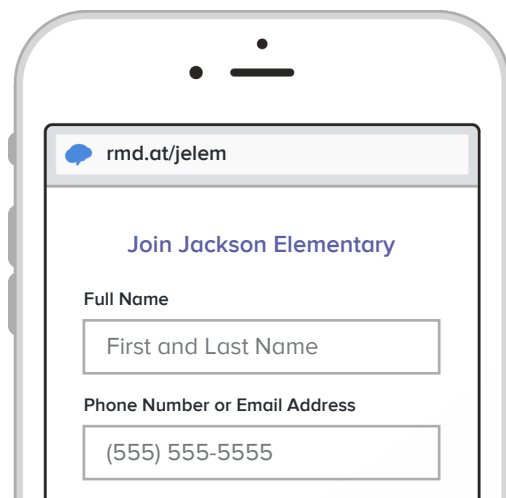 rmd.at/jelem
Join Jackson Elementary
Full Name
First and Last Name
Phone Number or Email Address
(555) 555-5555